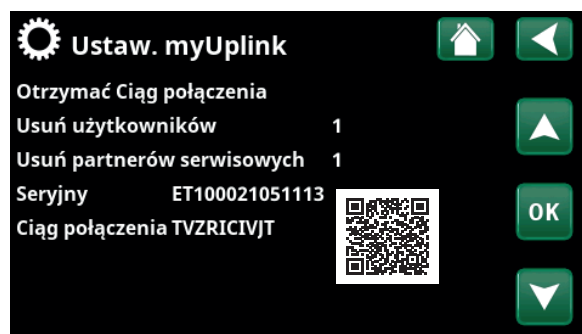 Ustaw. myUplink
Otrzymać Ciąg połączenia
Usuń użytkowników 1
Usuń partnerów serwisowych 1
Seryjny ET100021051113
Ciąg połączenia TVZRICIVJT
OK